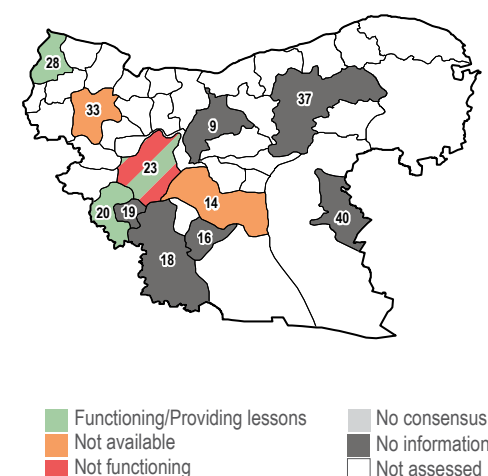 28
37
33
9
23
14
20
19
40
16
18
Functioning/Providing lessons
Not available
Not functioning
No consensus
No information
Not assessed